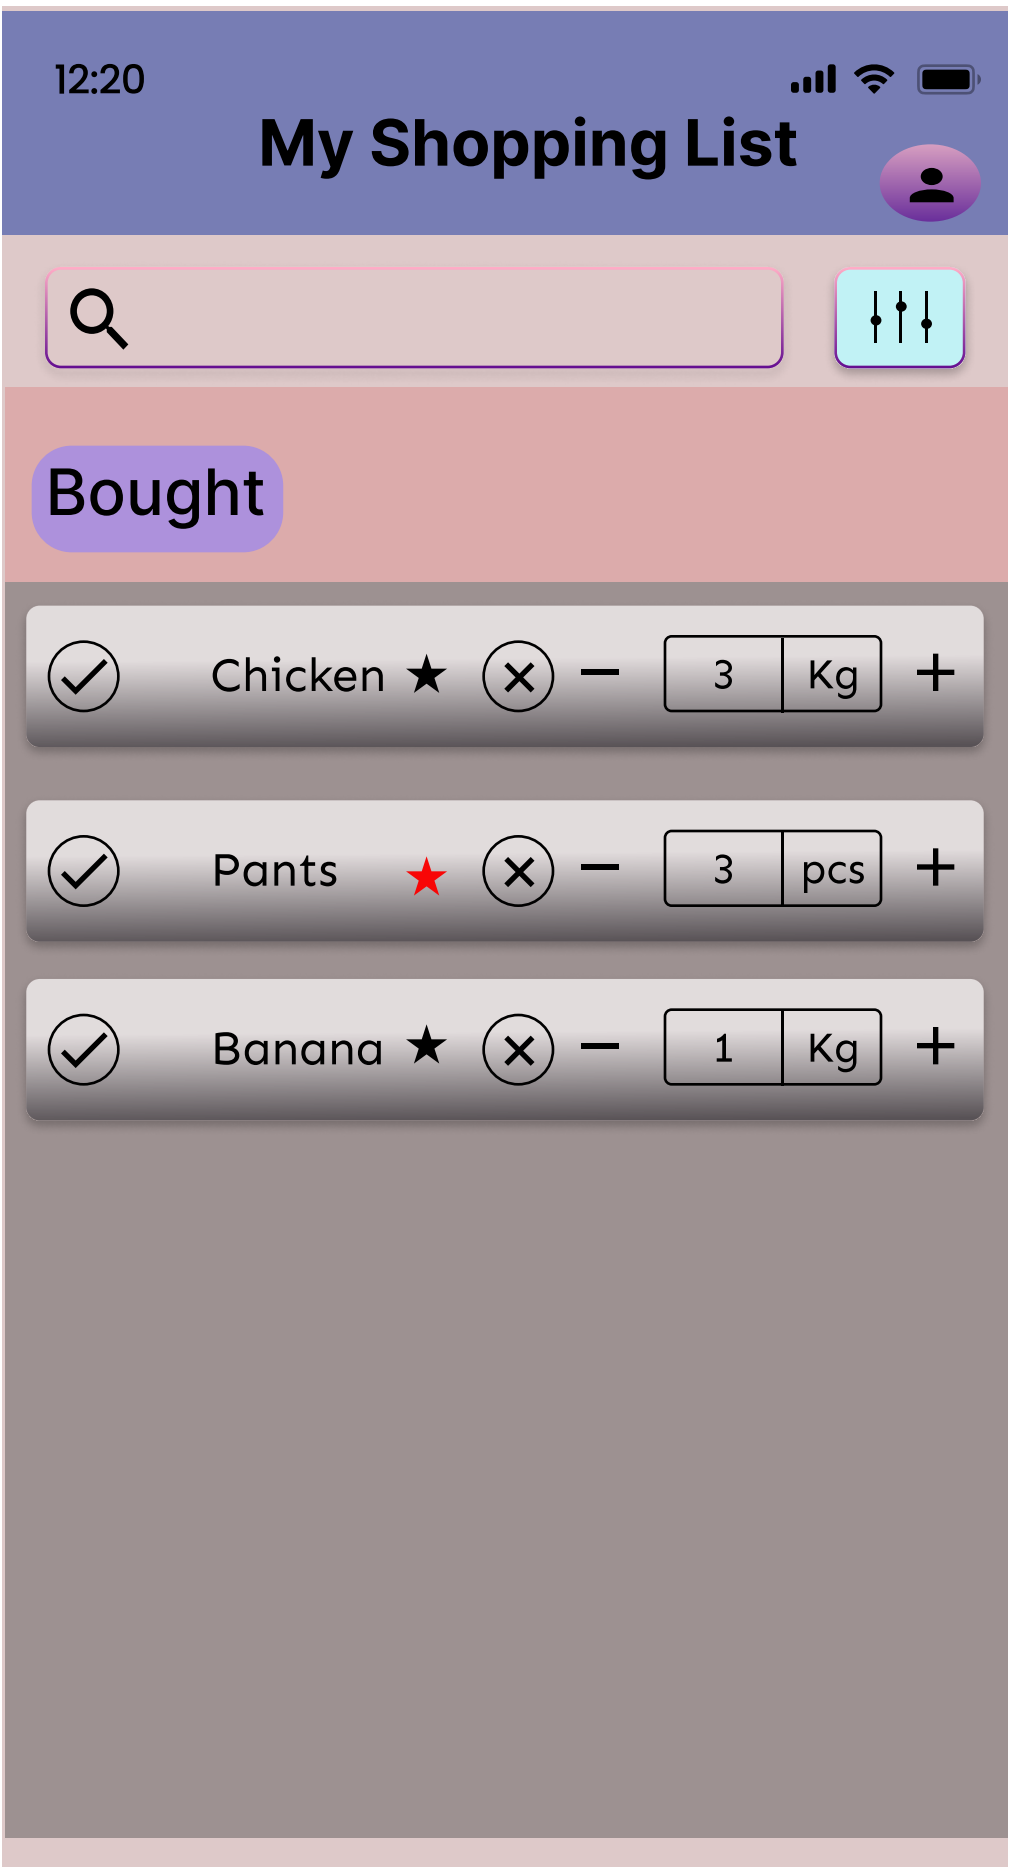 12:20
My Shopping List
Bought
Chicken 3 Kg
Pants 3 pcs
Banana 1 Kg